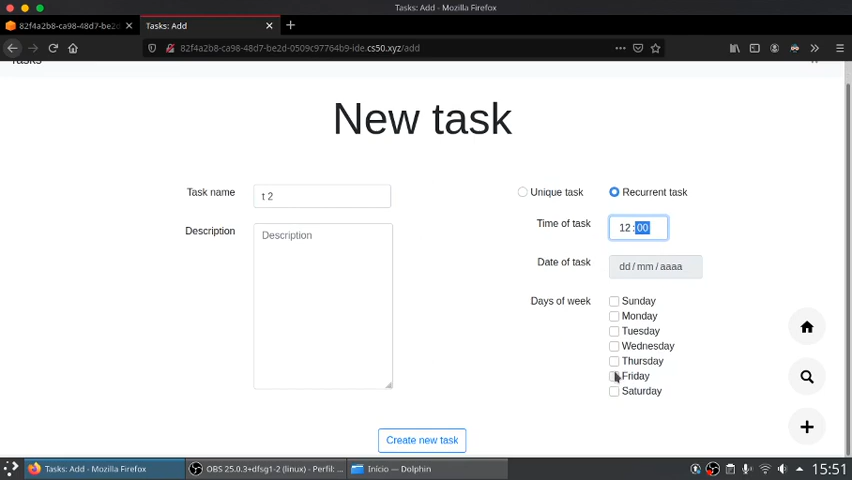 Tasks: Add - Mozilla Firefox
82f4a2b8-ca98-48d7-be2d
Tasks: Add
82f4a2b8-ca98-48d7-be2d-0509c97764b9-ide.cs50.xyz/add
Tasks
New task
Task name
t 2
Unique task
Recurrent task
Description
Description
Time of task
12:00
Date of task
dd/mm/aaaa
Days of week
Sunday
Monday
Tuesday
Wednesday
Thursday
Friday
Saturday
Create new task
Tasks: Add - Mozilla Firefox
OBS 25.0.3+dfsg1-2 (linux) - Perfil: ...
Início — Dolphin
15:51